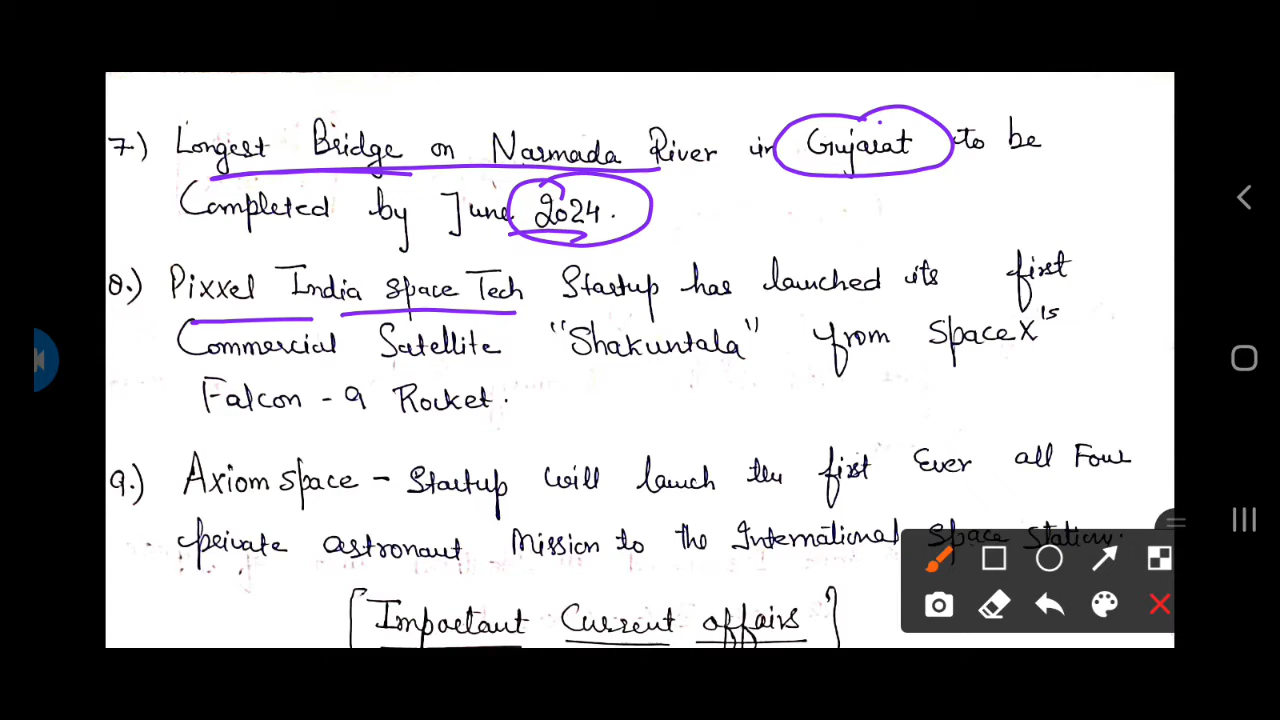 7.) Longest Bridge on Narmada River in Gujarat to be
Completed by June 2024.
8.) Pixxel India space Tech Startup has launched its first
Commercial Satellite "Shakuntala" from spaceX's
Falcon-9 Rocket.
9.) Axiom space - Startup will launch the first Ever all Four
private astronaut Mission to the International space station.
[Important Current affairs]